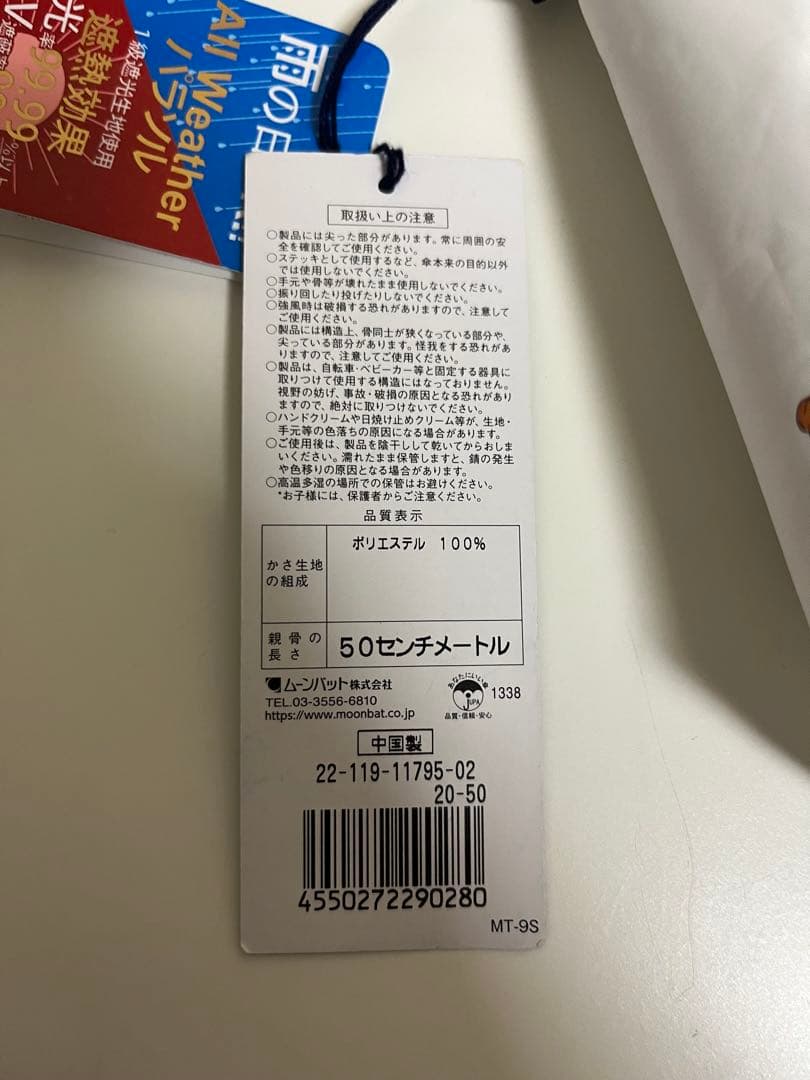 雨の日
All Weather
パラソル
1級遮光生地使用
遮熱効果
99.99
光
取扱い上の注意
○製品には尖った部分があります。常に周囲の安
全を確認してご使用ください。
○ステッキとして使用するなど、傘本来の目的以外
では使用しないでください。
○手元や骨等が壊れたまま使用しないでください。
○振り回したり投げたりしないでください。
○強風時は破損する恐れがありますので、注意して
ご使用ください。
○製品には構造上、骨同士が狭くなっている部分や、
尖っている部分があります。怪我をする恐れがあ
りますので、注意してご使用ください。
○製品は、自転車・ベビーカー等と固定する器具に
取りつけて使用する構造にはなっておりません。
視野の妨げ、事故・破損の原因となる恐れがあり
ますので、絶対に取りつけないでください。
○ハンドクリームや日焼け止めクリーム等が、生地・
手元等の色落ちの原因になる場合があります。
○ご使用後は、製品を陰干しして乾いてからおしま
いください。濡れたまま保管しますと、錆の発生
や色移りの原因となる場合があります。
○高温多湿の場所での保管はお避けください。
*お子様には、保護者からご注意ください。
品質表示
かさ生地
の組成
ポリエステル 100%
親骨の
長さ
50センチメートル
ムーンバット株式会社
TEL.03-3556-6810
https://www.moonbat.co.jp
あなたにいい傘
JUPA
品質・信頼・安心
1338
中国製
22-119-11795-02
20-50
4550272290280
MT-9S